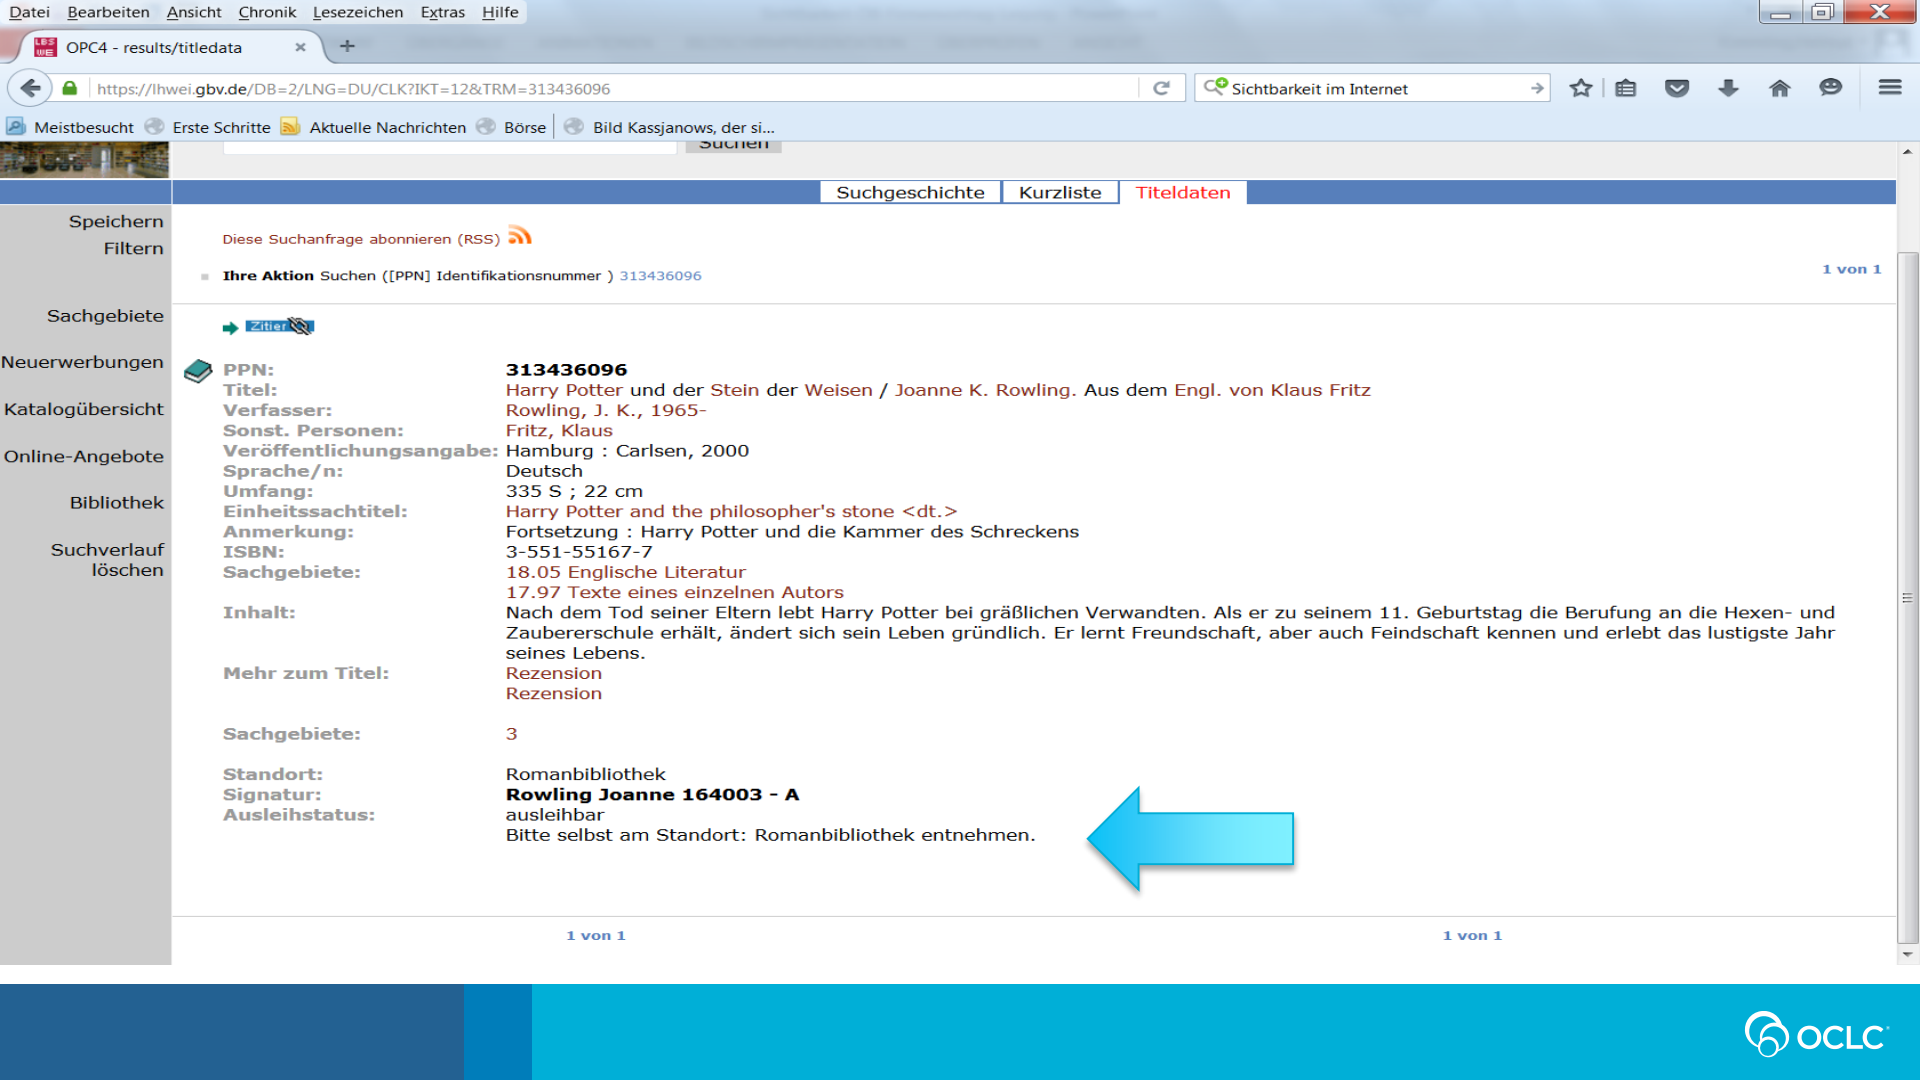 Datei Bearbeiten Ansicht Chronik Lesezeichen Extras Hilfe
LBS WE OPC4 - results/titledata
https://lhwei.gbv.de/DB=2/LNG=DU/CLK?IKT=12&TRM=313436096
Sichtbarkeit im Internet
Meistbesucht Erste Schritte Aktuelle Nachrichten Börse Bild Kassjanows, der si...
Suchen
Suchgeschichte Kurzliste Titeldaten
Speichern
Filtern
Sachgebiete
Neuerwerbungen
Katalogübersicht
Online-Angebote
Bibliothek
Suchverlauf
löschen
Diese Suchanfrage abonnieren (RSS)
Ihre Aktion Suchen ([PPN] Identifikationsnummer ) 313436096
1 von 1
Zitier
PPN: 313436096
Titel: Harry Potter und der Stein der Weisen / Joanne K. Rowling. Aus dem Engl. von Klaus Fritz
Verfasser: Rowling, J. K., 1965-
Sonst. Personen: Fritz, Klaus
Veröffentlichungsangabe: Hamburg : Carlsen, 2000
Sprache/n: Deutsch
Umfang: 335 S ; 22 cm
Einheitssachtitel: Harry Potter and the philosopher's stone <dt.>
Anmerkung: Fortsetzung : Harry Potter und die Kammer des Schreckens
ISBN: 3-551-55167-7
Sachgebiete: 18.05 Englische Literatur
17.97 Texte eines einzelnen Autors
Inhalt: Nach dem Tod seiner Eltern lebt Harry Potter bei gräßlichen Verwandten. Als er zu seinem 11. Geburtstag die Berufung an die Hexen- und
Zaubererschule erhält, ändert sich sein Leben gründlich. Er lernt Freundschaft, aber auch Feindschaft kennen und erlebt das lustigste Jahr
seines Lebens.
Mehr zum Titel: Rezension
Rezension
Sachgebiete: 3
Standort: Romanbibliothek
Signatur: Rowling Joanne 164003 - A
Ausleihstatus: ausleihbar
Bitte selbst am Standort: Romanbibliothek entnehmen.
1 von 1 1 von 1
OCLC